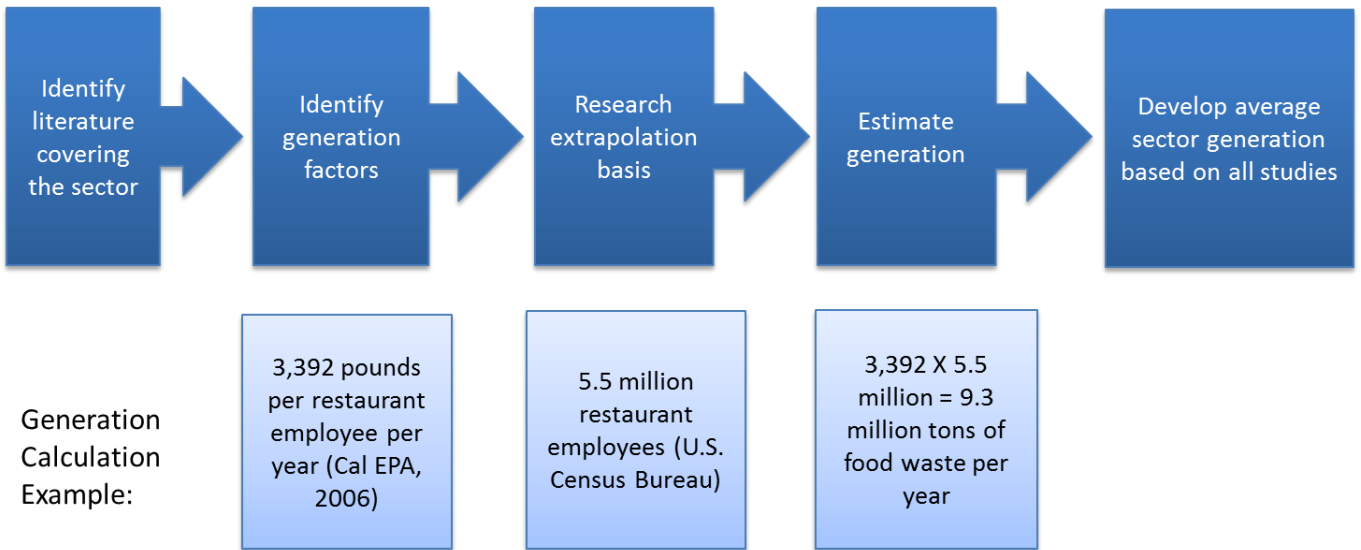 Identify
literature
covering
the sector
Identify
generation
factors
Research
extrapolation
basis
Estimate
generation
Develop average
sector generation
based on all studies
Generation
Calculation
Example:
3,392 pounds
per restaurant
employee per
year (Cal EPA,
2006)
5.5 million
restaurant
employees (U.S.
Census Bureau)
3,392 X 5.5
million = 9.3
million tons of
food waste per
year